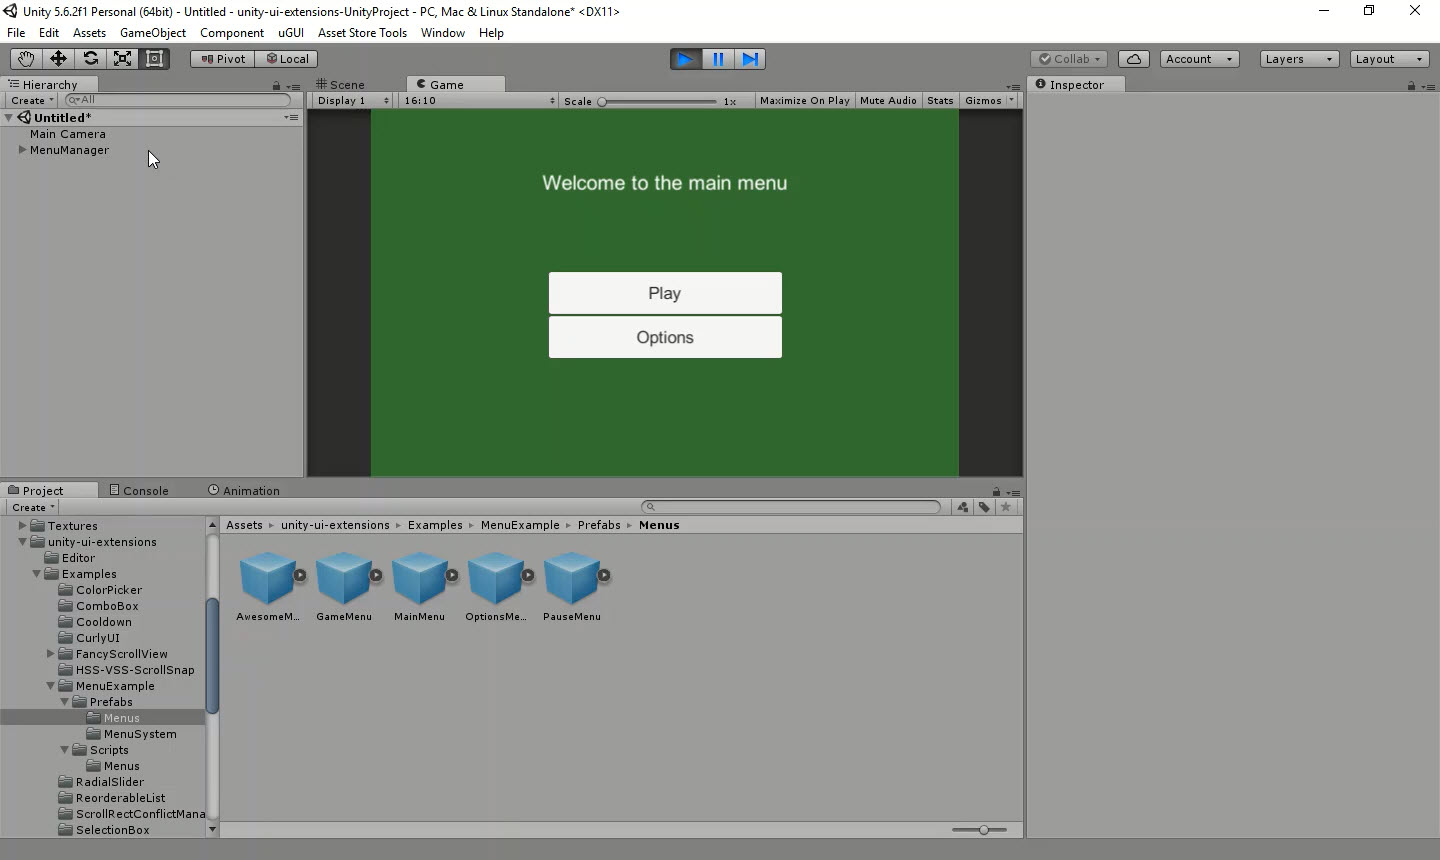 Unity 5.6.2f1 Personal (64bit) - Untitled - unity-ui-extensions-UnityProject - PC, Mac & Linux Standalone* <DX11>
File Edit Assets GameObject Component uGUI Asset Store Tools Window Help
Pivot Local Collab Account Layers Layout
Hierarchy Scene Game Inspector
Create All Display 1 16:10 Scale 1x Maximize On Play Mute Audio Stats Gizmos
Untitled*
Main Camera
MenuManager
Welcome to the main menu
Play
Options
Project Console Animation
Create
Assets unity-ui-extensions Examples MenuExample Prefabs Menus
Textures
unity-ui-extensions
Editor
Examples
ColorPicker
ComboBox
Cooldown
CurlyUI
FancyScrollView
HSS-VSS-ScrollSnap
MenuExample
Prefabs
Menus
MenuSystem
Scripts
Menus
RadialSlider
ReorderableList
ScrollRectConflictMana
SelectionBox
AwesomeM... GameMenu MainMenu OptionsMe... PauseMenu